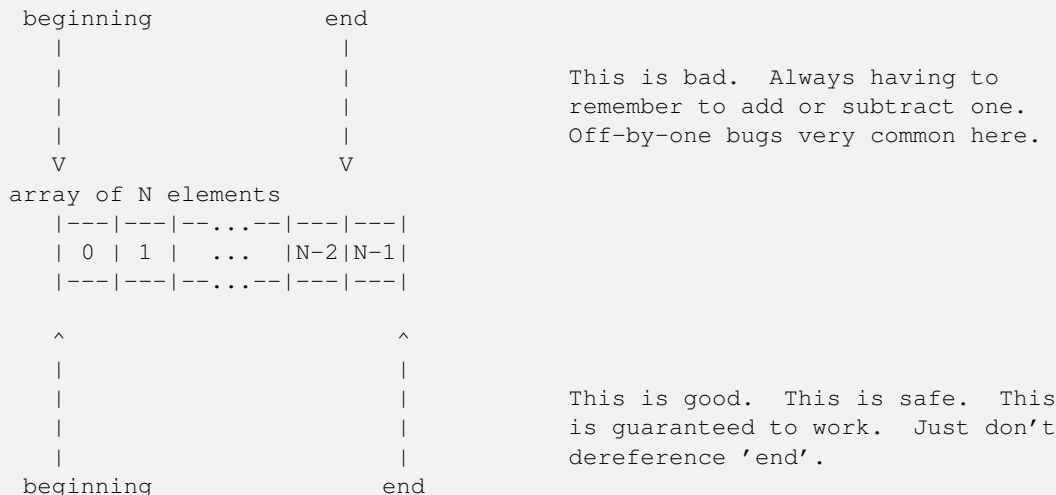 beginning                  end
    |                           |
    |                           |                    This is bad.  Always having to
    |                           |                    remember to add or subtract one.
    |                           |                    Off-by-one bugs very common here.
    V                           V
array of N elements
    |---|---|--...--|---|---|
    | 0 | 1 |  ...  |N-2|N-1|
    |---|---|--...--|---|---|
    ^                               ^
    |                               |
    |                               |                This is good.  This is safe.  This
    |                               |                is guaranteed to work.  Just don't
    |                               |                dereference 'end'.
beginning                      end